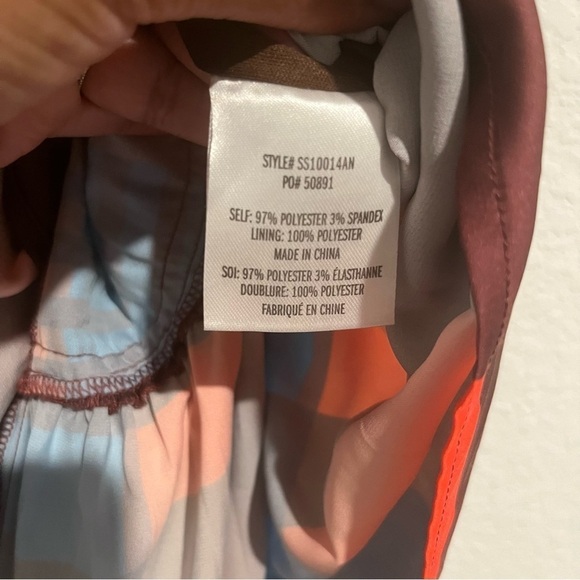 STYLE# SS10014AN
PO# 50891
SELF: 97% POLYESTER 3% SPANDEX
LINING: 100% POLYESTER
MADE IN CHINA
SOI: 97% POLYESTER 3% ÉLASTHANNE
DOUBLURE: 100% POLYESTER
FABRIQUÉ EN CHINE